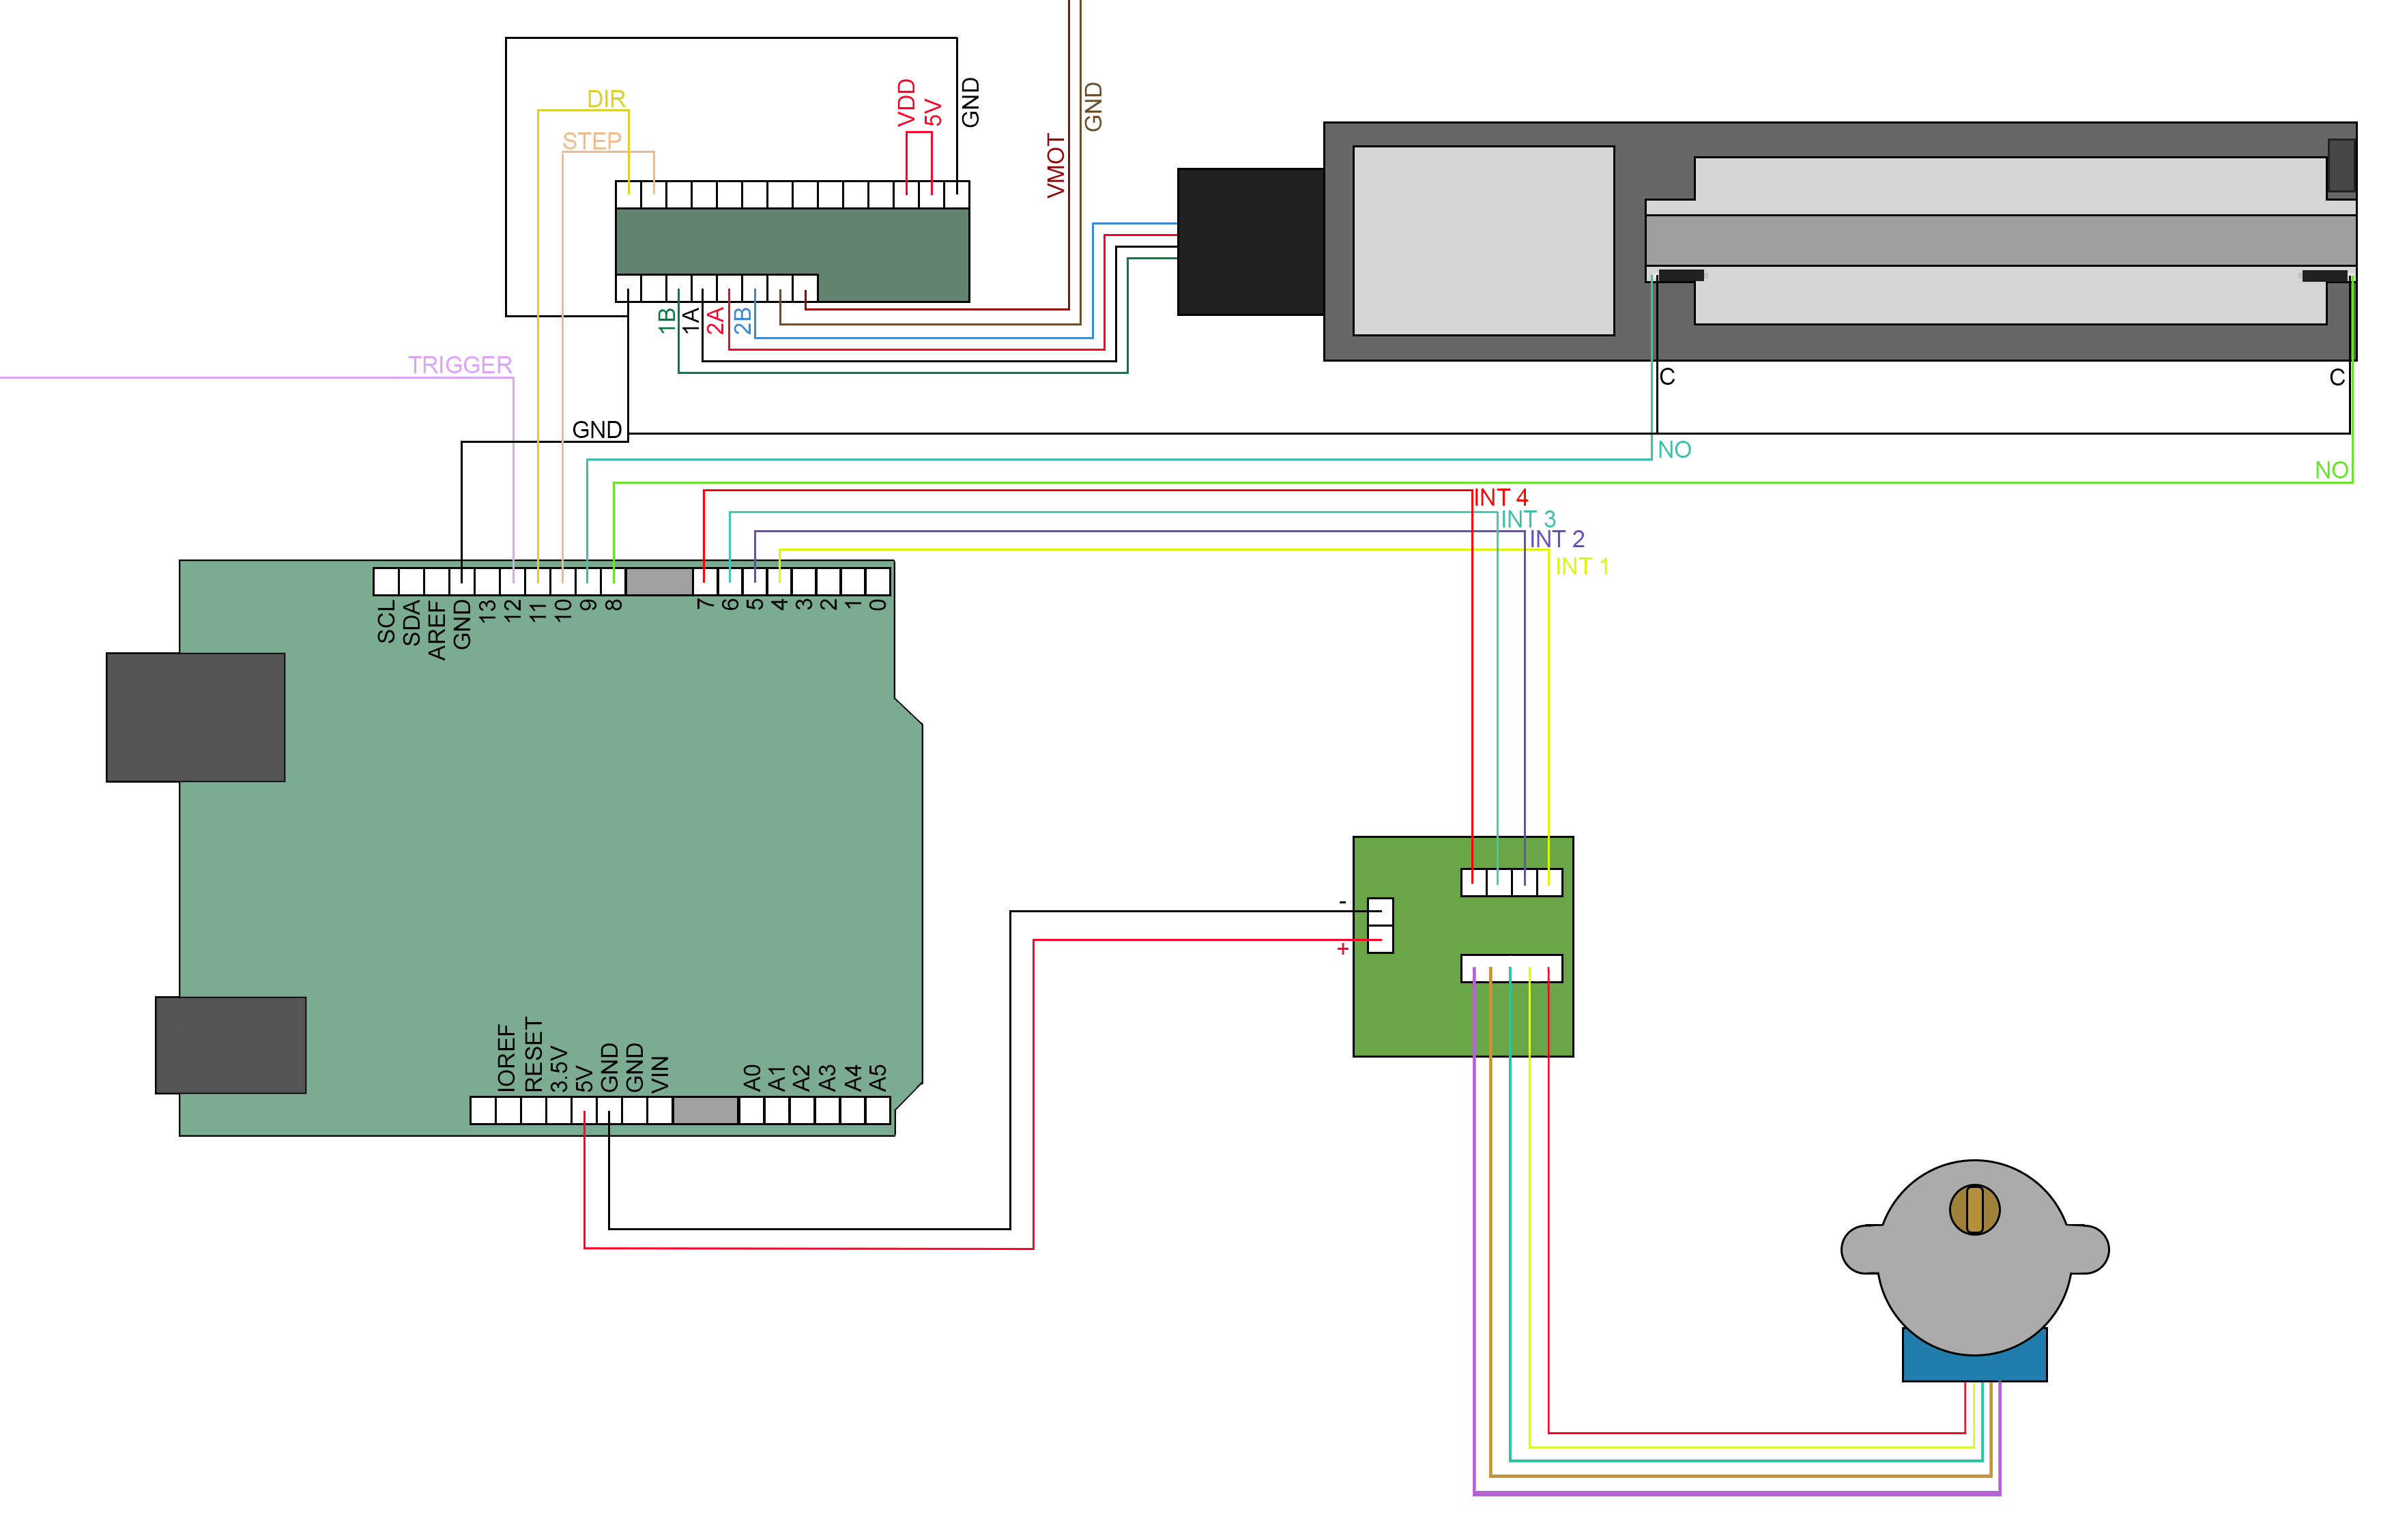 DIR
STEP
VDD
5V
GND
VMOT
GND
1B
1A
2A
2B
TRIGGER
GND
C
C
NO
NO
INT 4
INT 3
INT 2
INT 1
SCL
SDA
AREF
GND
13
12
11
10
9
8
7
6
5
4
3
2
1
0
-
+
IOREF
RESET
3.5V
5V
GND
GND
VIN
A0
A1
A2
A3
A4
A5